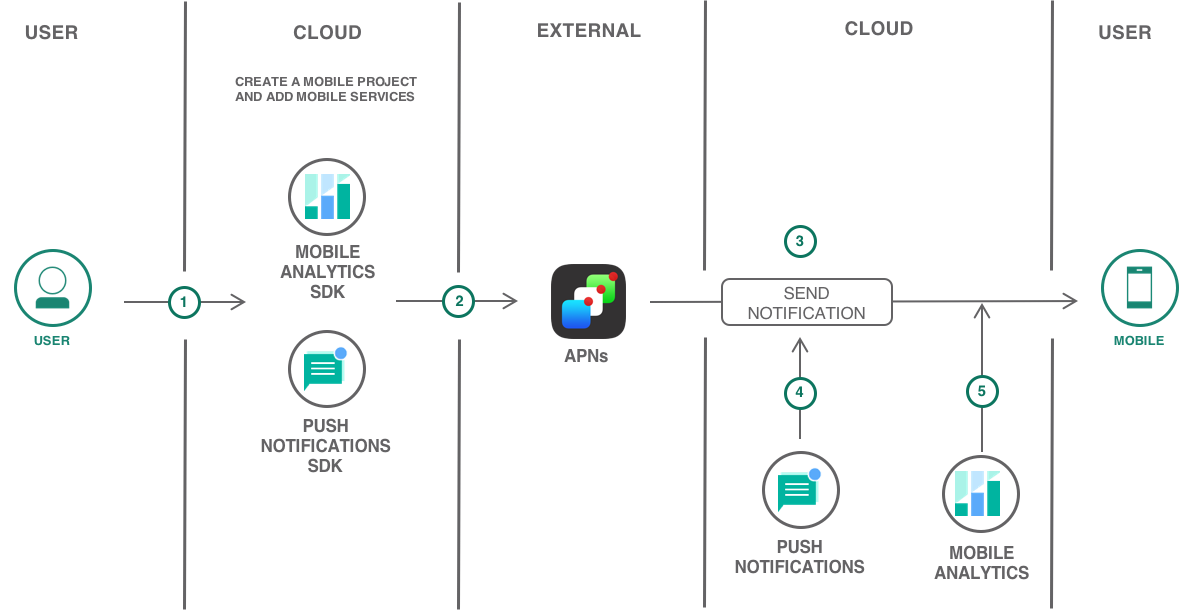 USER
CLOUD
EXTERNAL
CLOUD
USER
CREATE A MOBILE PROJECT
AND ADD MOBILE SERVICES
MOBILE
ANALYTICS
SDK
USER
1
PUSH
NOTIFICATIONS
SDK
2
APNs
3
SEND
NOTIFICATION
4
5
MOBILE
PUSH
NOTIFICATIONS
MOBILE
ANALYTICS